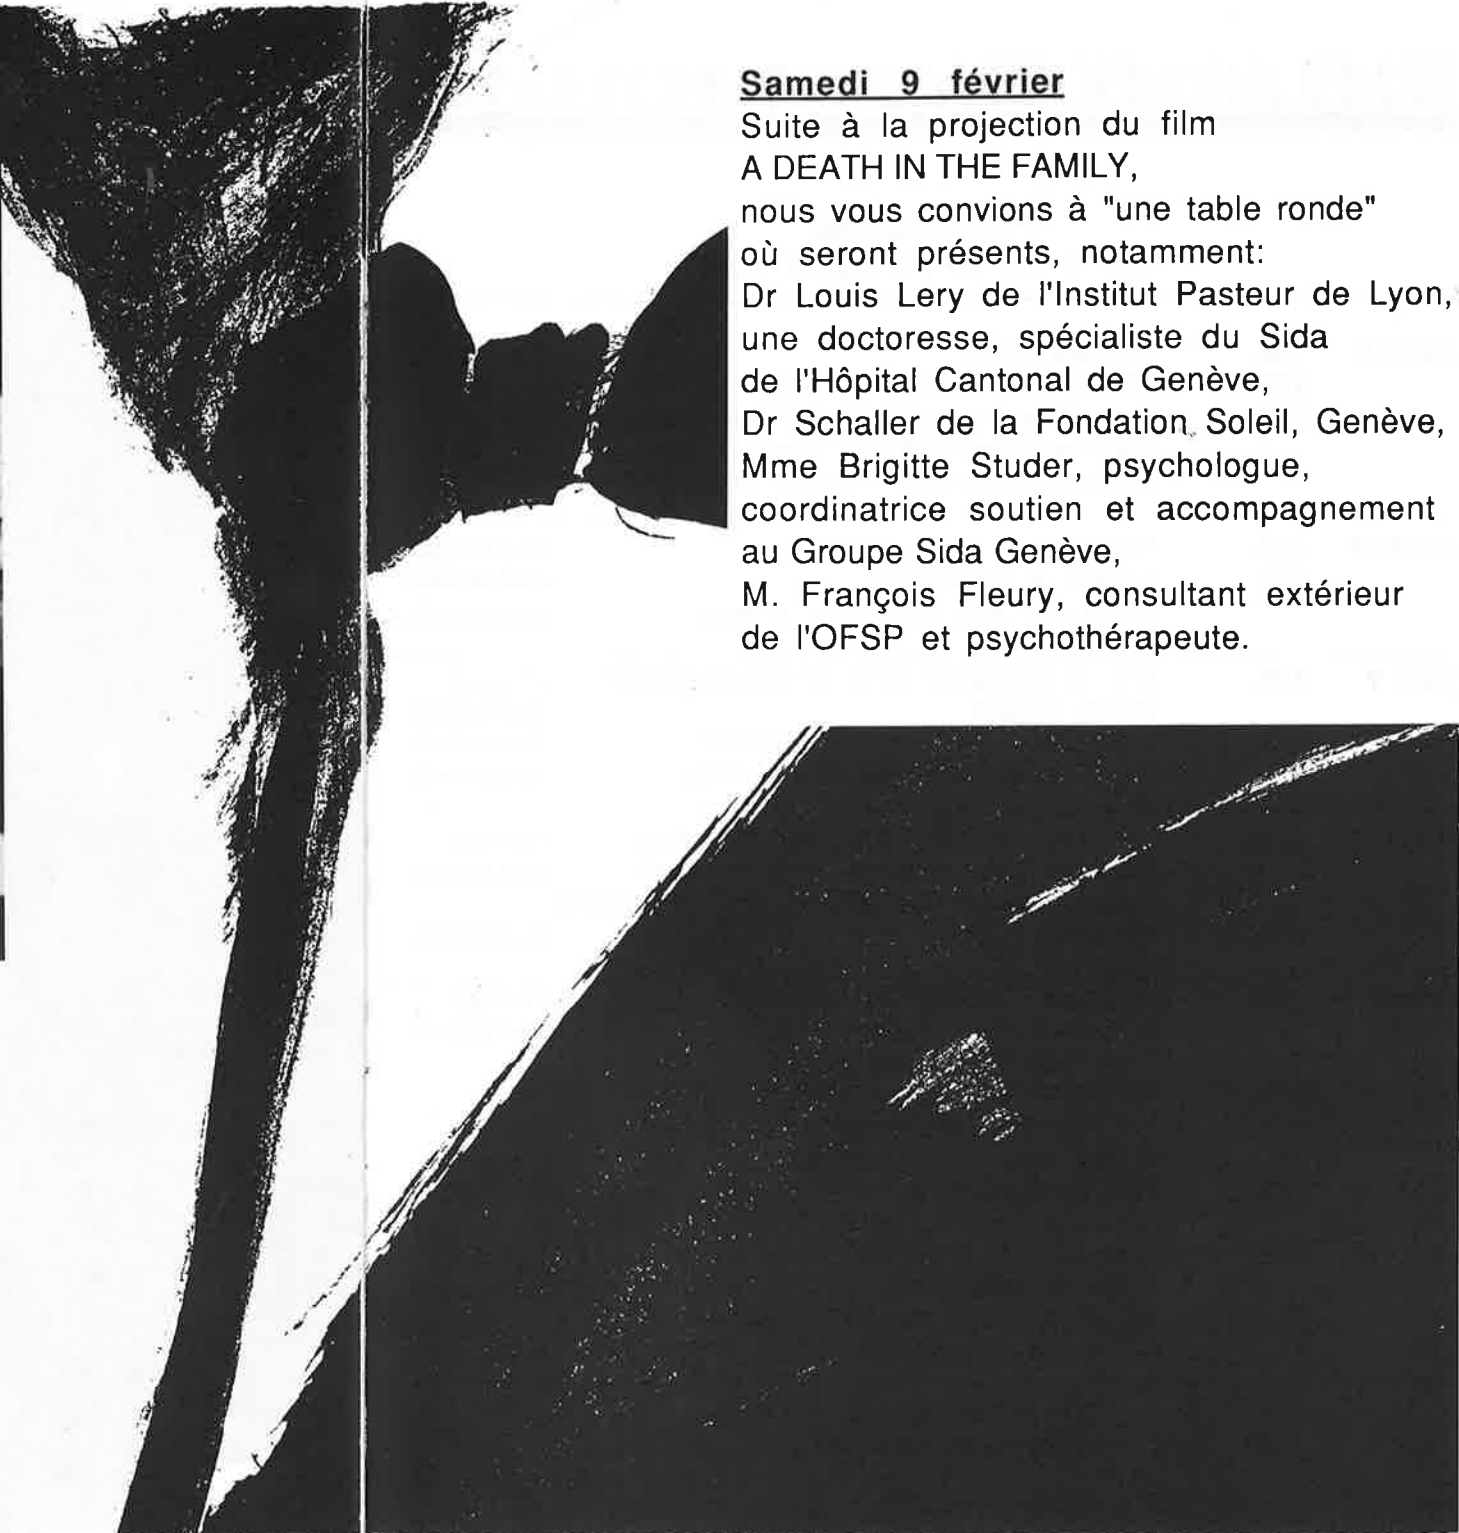 Samedi 9 février
Suite à la projection du film
A DEATH IN THE FAMILY,
nous vous convions à "une table ronde"
où seront présents, notamment:
Dr Louis Lery de l'Institut Pasteur de Lyon,
une doctoresse, spécialiste du Sida
de l'Hôpital Cantonal de Genève,
Dr Schaller de la Fondation Soleil, Genève,
Mme Brigitte Studer, psychologue,
coordinatrice soutien et accompagnement
au Groupe Sida Genève,
M. François Fleury, consultant extérieur
de l'OFSP et psychothérapeute.